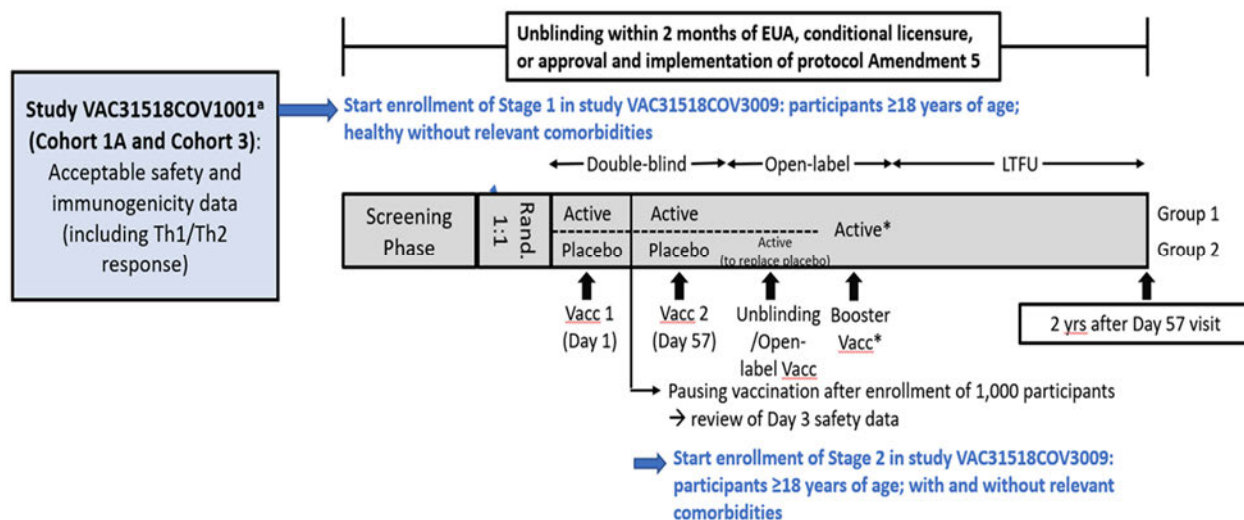 Unblinding within 2 months of EUA, conditional licensure,
or approval and implementation of protocol Amendment 5
Study VAC31518COV1001ª
(Cohort 1A and Cohort 3):
Acceptable safety and
immunogenicity data
(including Th1/Th2
response)
Start enrollment of Stage 1 in study VAC31518COV3009: participants ≥18 years of age;
healthy without relevant comorbidities
Double-blind
Open-label
LTFU
Screening
Phase
Rand.
1:1
Active
Active
Active*
Group 1
Placebo
Placebo
Active
(to replace placebo)
Group 2
Vacc 1
(Day 1)
Vacc 2
(Day 57)
Unblinding
/Open-
label Vacc
Booster
Vacc*
2 yrs after Day 57 visit
Pausing vaccination after enrollment of 1,000 participants
→ review of Day 3 safety data
Start enrollment of Stage 2 in study VAC31518COV3009:
participants ≥18 years of age; with and without relevant
comorbidities